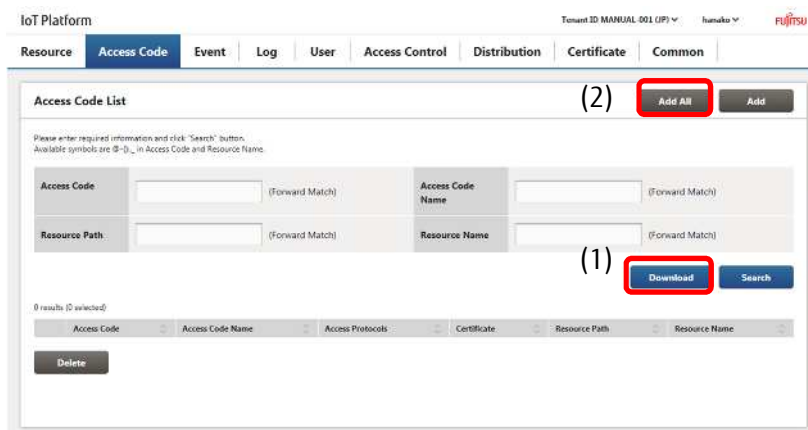 IoT Platform
Tenant ID MANUAL-001 (JP)
hanako
FUJITSU
Resource Access Code Event Log User Access Control Distribution Certificate Common
Access Code List
(2)
Add All Add
Please enter required information and click "Search" button.
Available symbols are @-()._ in Access Code and Resource Name.
Access Code (Forward Match) Access Code Name (Forward Match)
Resource Path (Forward Match) Resource Name (Forward Match)
(1)
Download Search
0 results (0 selected)
Access Code Access Code Name Access Protocols Certificate Resource Path Resource Name
Delete